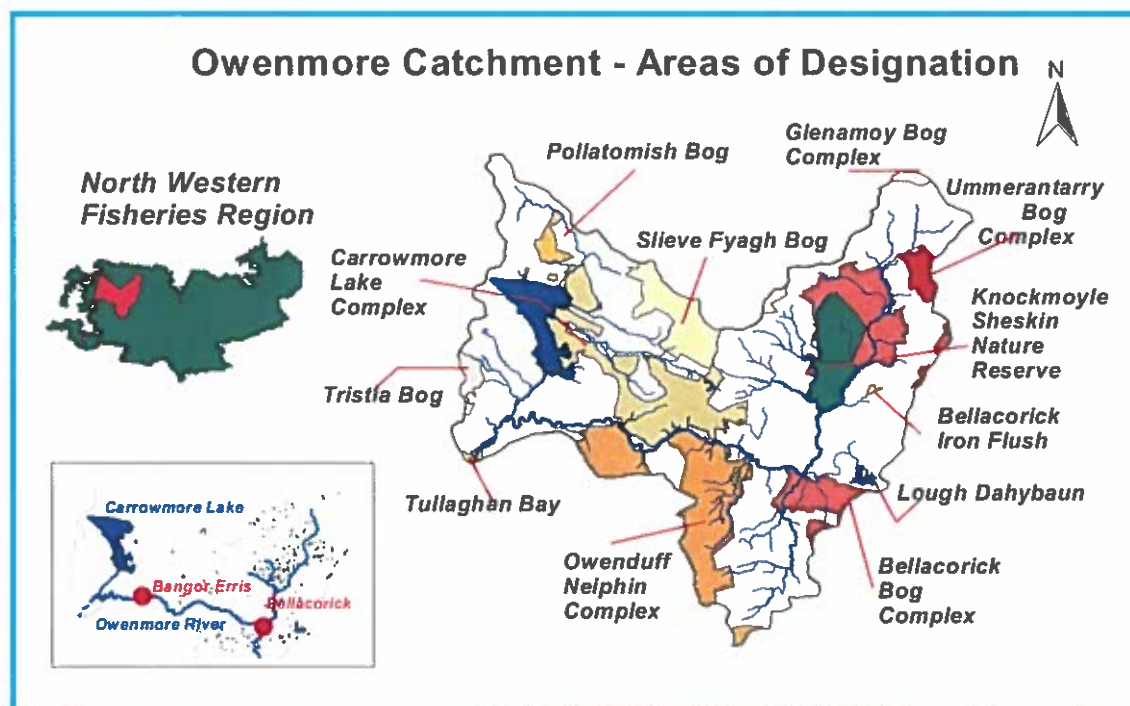 Owenmore Catchment - Areas of Designation
N
North Western
Fisheries Region
Pollatomish Bog
Glenamoy Bog
Complex
Ummerantarry
Bog
Complex
Slieve Fyagh Bog
Carrowmore
Lake
Complex
Knockmoyle
Sheskin
Nature
Reserve
Tristia Bog
Bellacorick
Iron Flush
Tullaghan Bay
Lough Dahybaun
Owenduff
Nelphin
Complex
Bellacorick
Bog
Complex
Carrowmore Lake
Bangor Erris
Bellacorick
Owenmore River